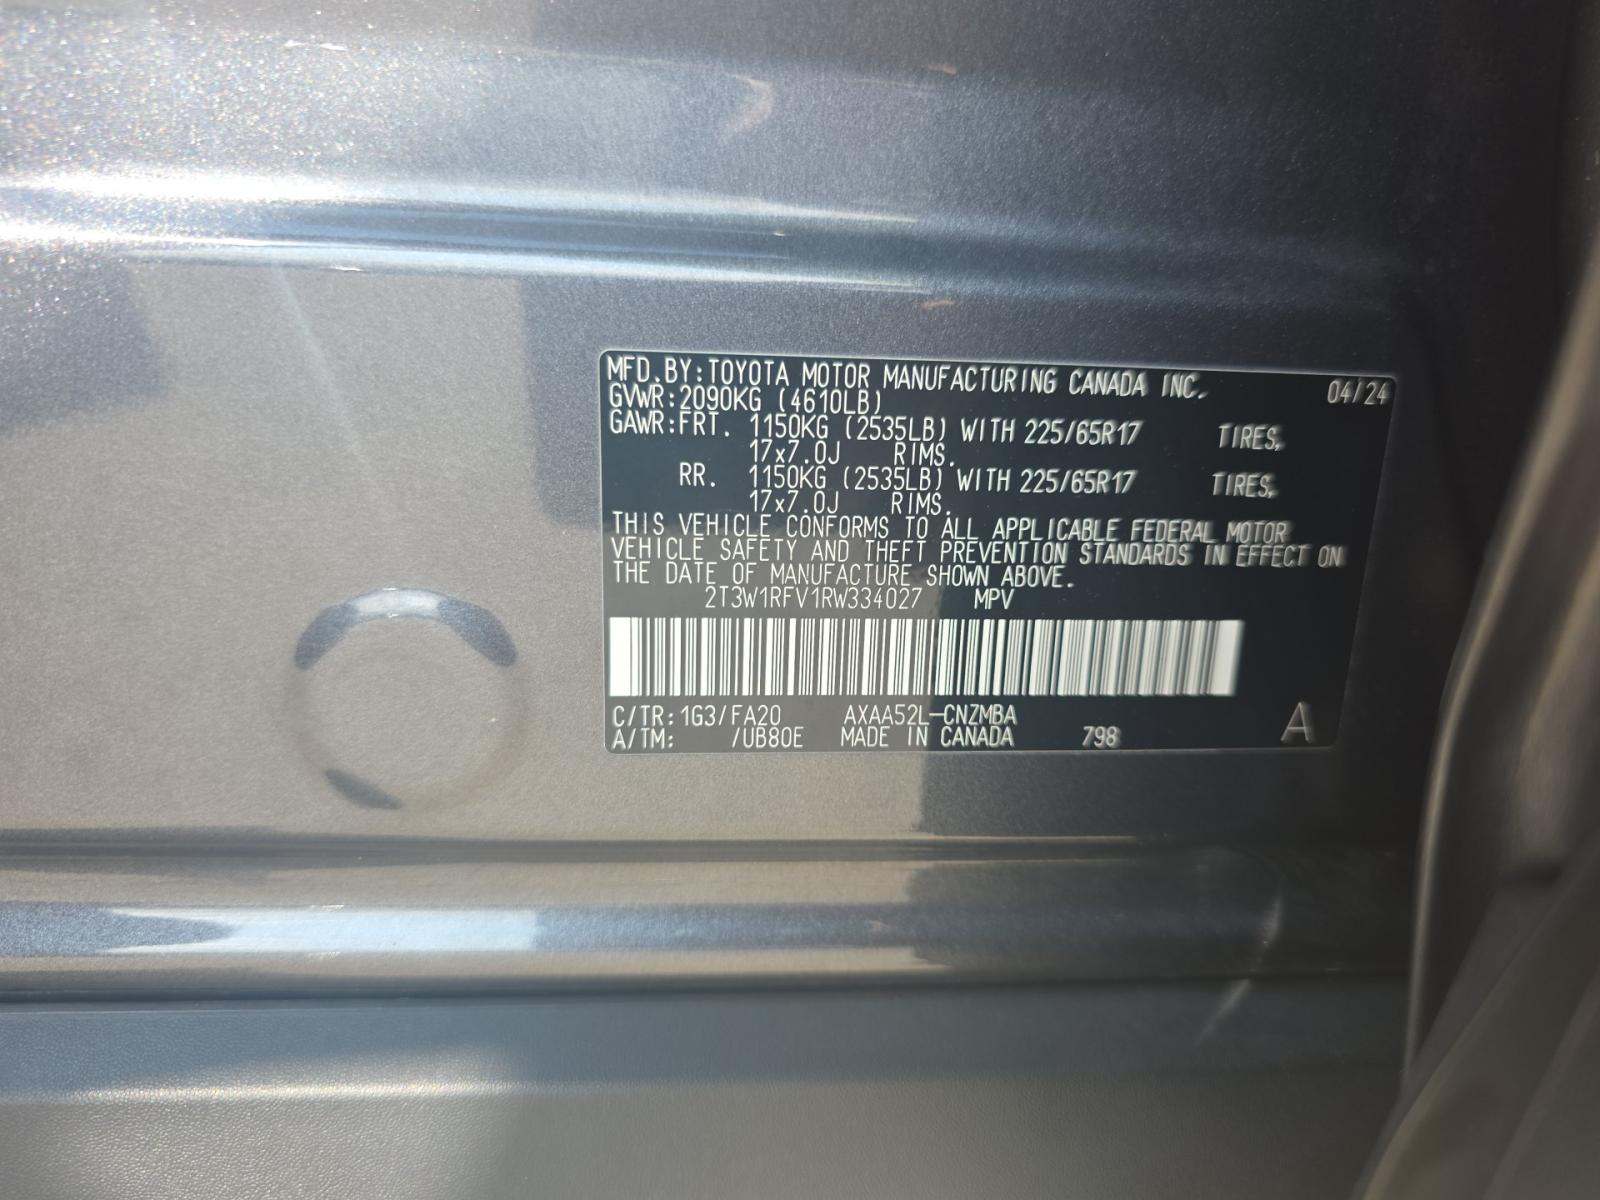 MFD.BY:TOYOTA MOTOR MANUFACTURING CANADA INC. 04/24
GVWR:2090KG (4610LB)
GAWR:FRT. 1150KG (2535LB) WITH 225/65R17 TIRES,
17x7.0J RIMS.
RR. 1150KG (2535LB) WITH 225/65R17 TIRES,
17x7.0J RIMS.
THIS VEHICLE CONFORMS TO ALL APPLICABLE FEDERAL MOTOR
VEHICLE SAFETY AND THEFT PREVENTION STANDARDS IN EFFECT ON
THE DATE OF MANUFACTURE SHOWN ABOVE.
2T3W1RFV1RW334027 MPV
C/TR:1G3/FA20 AXAA52L-CNZMBA
A/TM: /UB80E MADE IN CANADA 798 A